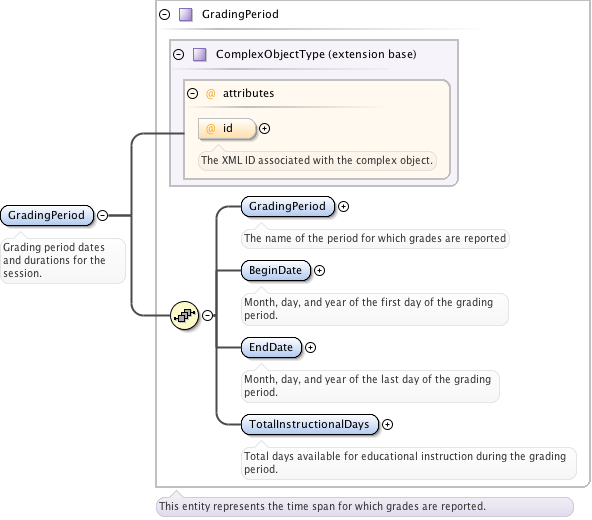 GradingPeriod
ComplexObjectType (extension base)
@ attributes
@ id
The XML ID associated with the complex object.
GradingPeriod
Grading period dates
and durations for the
session.
GradingPeriod
The name of the period for which grades are reported
BeginDate
Month, day, and year of the first day of the grading
period.
EndDate
Month, day, and year of the last day of the grading
period.
TotalInstructionalDays
Total days available for educational instruction during the grading
period.
This entity represents the time span for which grades are reported.